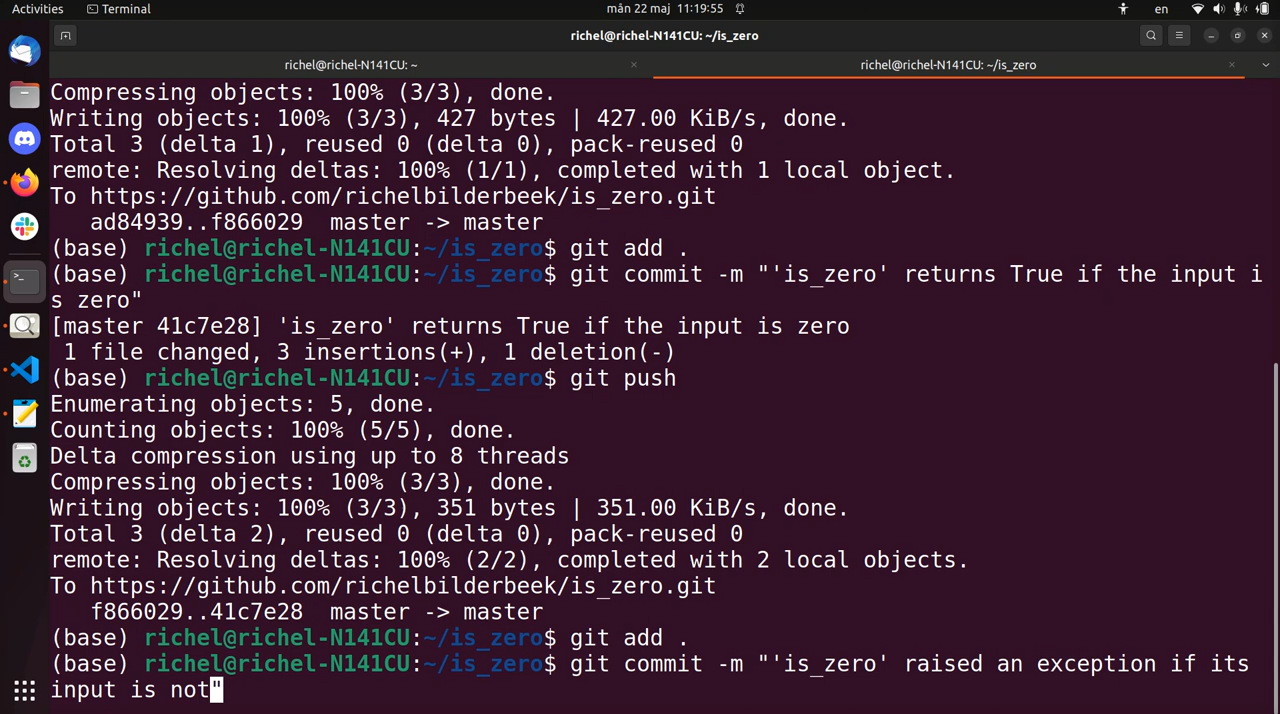 Activities
Terminal
mån 22 maj 11:19:55
en
richel@richel-N141CU: ~/is_zero
richel@richel-N141CU: ~
richel@richel-N141CU: ~/is_zero
Compressing objects: 100% (3/3), done.
Writing objects: 100% (3/3), 427 bytes | 427.00 KiB/s, done.
Total 3 (delta 1), reused 0 (delta 0), pack-reused 0
remote: Resolving deltas: 100% (1/1), completed with 1 local object.
To https://github.com/richelbilderbeek/is_zero.git
ad84939..f866029  master -> master
(base) richel@richel-N141CU:~/is_zero$ git add .
(base) richel@richel-N141CU:~/is_zero$ git commit -m "'is_zero' returns True if the input i
s zero"
[master 41c7e28] 'is_zero' returns True if the input is zero
1 file changed, 3 insertions(+), 1 deletion(-)
(base) richel@richel-N141CU:~/is_zero$ git push
Enumerating objects: 5, done.
Counting objects: 100% (5/5), done.
Delta compression using up to 8 threads
Compressing objects: 100% (3/3), done.
Writing objects: 100% (3/3), 351 bytes | 351.00 KiB/s, done.
Total 3 (delta 2), reused 0 (delta 0), pack-reused 0
remote: Resolving deltas: 100% (2/2), completed with 2 local objects.
To https://github.com/richelbilderbeek/is_zero.git
f866029..41c7e28  master -> master
(base) richel@richel-N141CU:~/is_zero$ git add .
(base) richel@richel-N141CU:~/is_zero$ git commit -m "'is_zero' raised an exception if its
input is not"